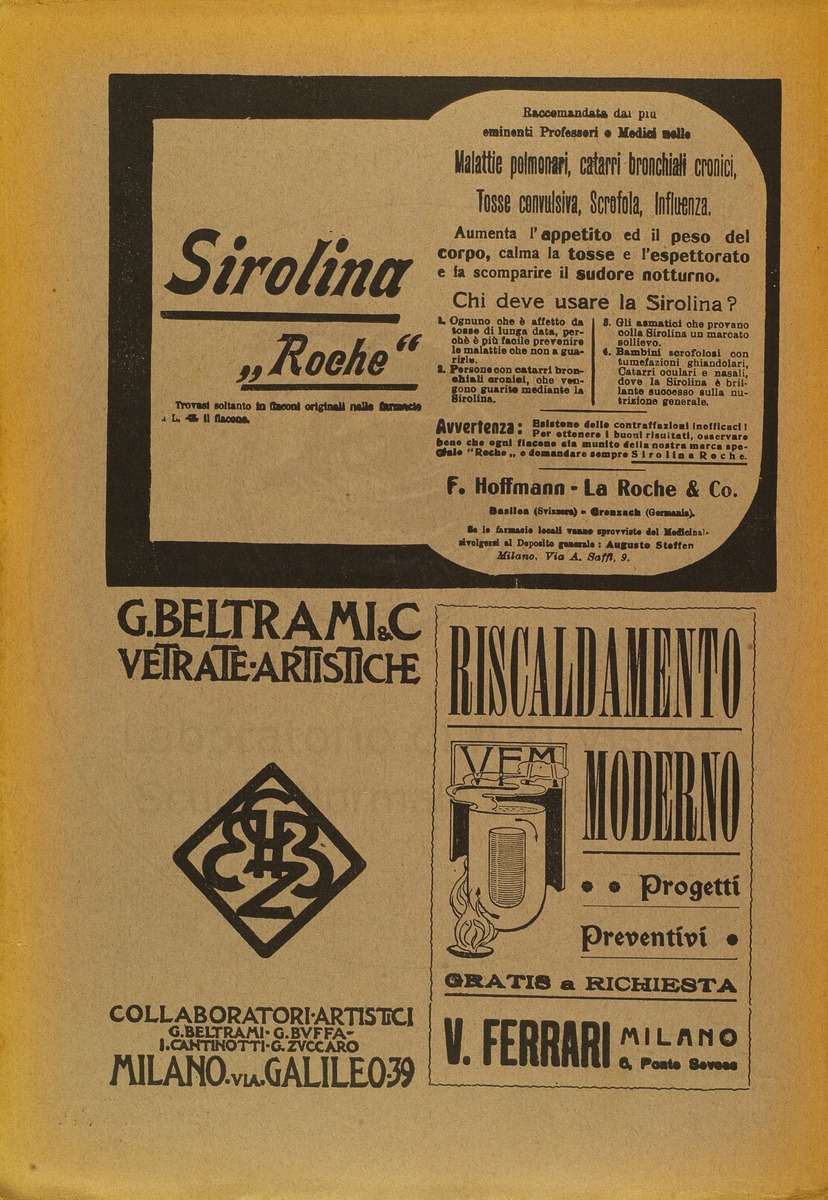 Sirolina
„Roche“
Trovasi soltanto in flaconi originali nelle farmacie
a L. il flacone.
Raccomandata dai più
eminenti Professori e Medici nelle
Malattie polmonari, catarri bronchiali cronici,
Tosse convulsiva, Scrofola, Influenza.
Aumenta l'appetito ed il peso del
corpo, calma la tosse e l'espettorato
e fa scomparire il sudore notturno.
Chi deve usare la Sirolina?
1. Ognuno che è affetto da
tosse di lunga data, per-
chè è più facile prevenire
le malattie che non a gua-
rirle.
2. Persone con catarri bron-
chiali cronici, che ven-
gono guarite mediante la
Sirolina.
3. Gli asmatici che provano
colla Sirolina un marcato
sollievo.
4. Bambini scrofolosi con
tumefazioni ghiandolari,
Catarri oculari e nasali,
dove la Sirolina è bril-
lante successo sulla nu-
trizione generale.
Avvertenza: Esistono delle contraffazioni inefficaci!
Per ottenere i buoni risultati, osservare
bene che ogni flacone sia munito della nostra marca spe-
ciale "Roche„ e domandare sempre Sirolina Roche.
F. Hoffmann - La Roche & Co.
Basilea (Svizzera) - Grenzach (Germania).
Se le farmacie locali vanno sprovviste del Medicinal-
rivolgersi al Deposito generale: Augusto Steffen
Milano, Via A. Saffi, 9.
G.BELTRAMI&C
VETRATE·ARTISTICHE
COLLABORATORI·ARTISTICI
G.BELTRAMI·G.BVFFA-
I.CANTINOTTI·G.ZVCCARO
MILANO·VIA·GALILEO·39
RISCALDAMENTO
VFM
MODERNO
• • Progetti
Preventivi •
GRATIS a RICHIESTA
V. FERRARI MILANO
6, Ponte Seveso